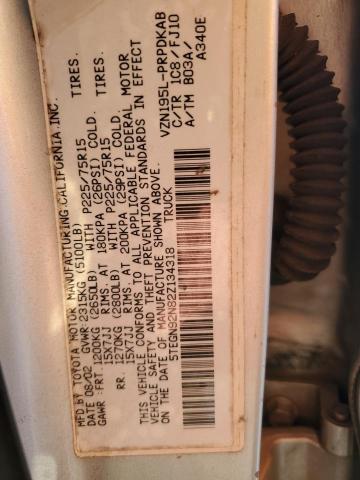 MFD BY TOYOTA MOTOR MANUFACTURING,CALIFORNIA,INC.
DATE 08/02 GVWR 2315KG (5100LB)
GAWR :FRT. 1200KG (2650LB) WITH P225/75R15 TIRES.
15X7JJ RIMS. AT 180KPA (26PSI) COLD.
RR. 1270KG (2800LB) WITH P225/75R15 TIRES.
15X7JJ RIMS. AT 200KPA (29PSI) COLD.
THIS VEHICLE CONFORMS TO ALL APPLICABLE FEDERAL MOTOR
VEHICLE SAFETY AND THEFT PREVENTION STANDARDS IN EFFECT
ON THE DATE OF MANUFACTURE SHOWN ABOVE.
5TEGN92N82Z134318 TRUCK
VZN195L-PRPDKAB
C/TR 1C8/FJ10
A/TM B03A/
A340E